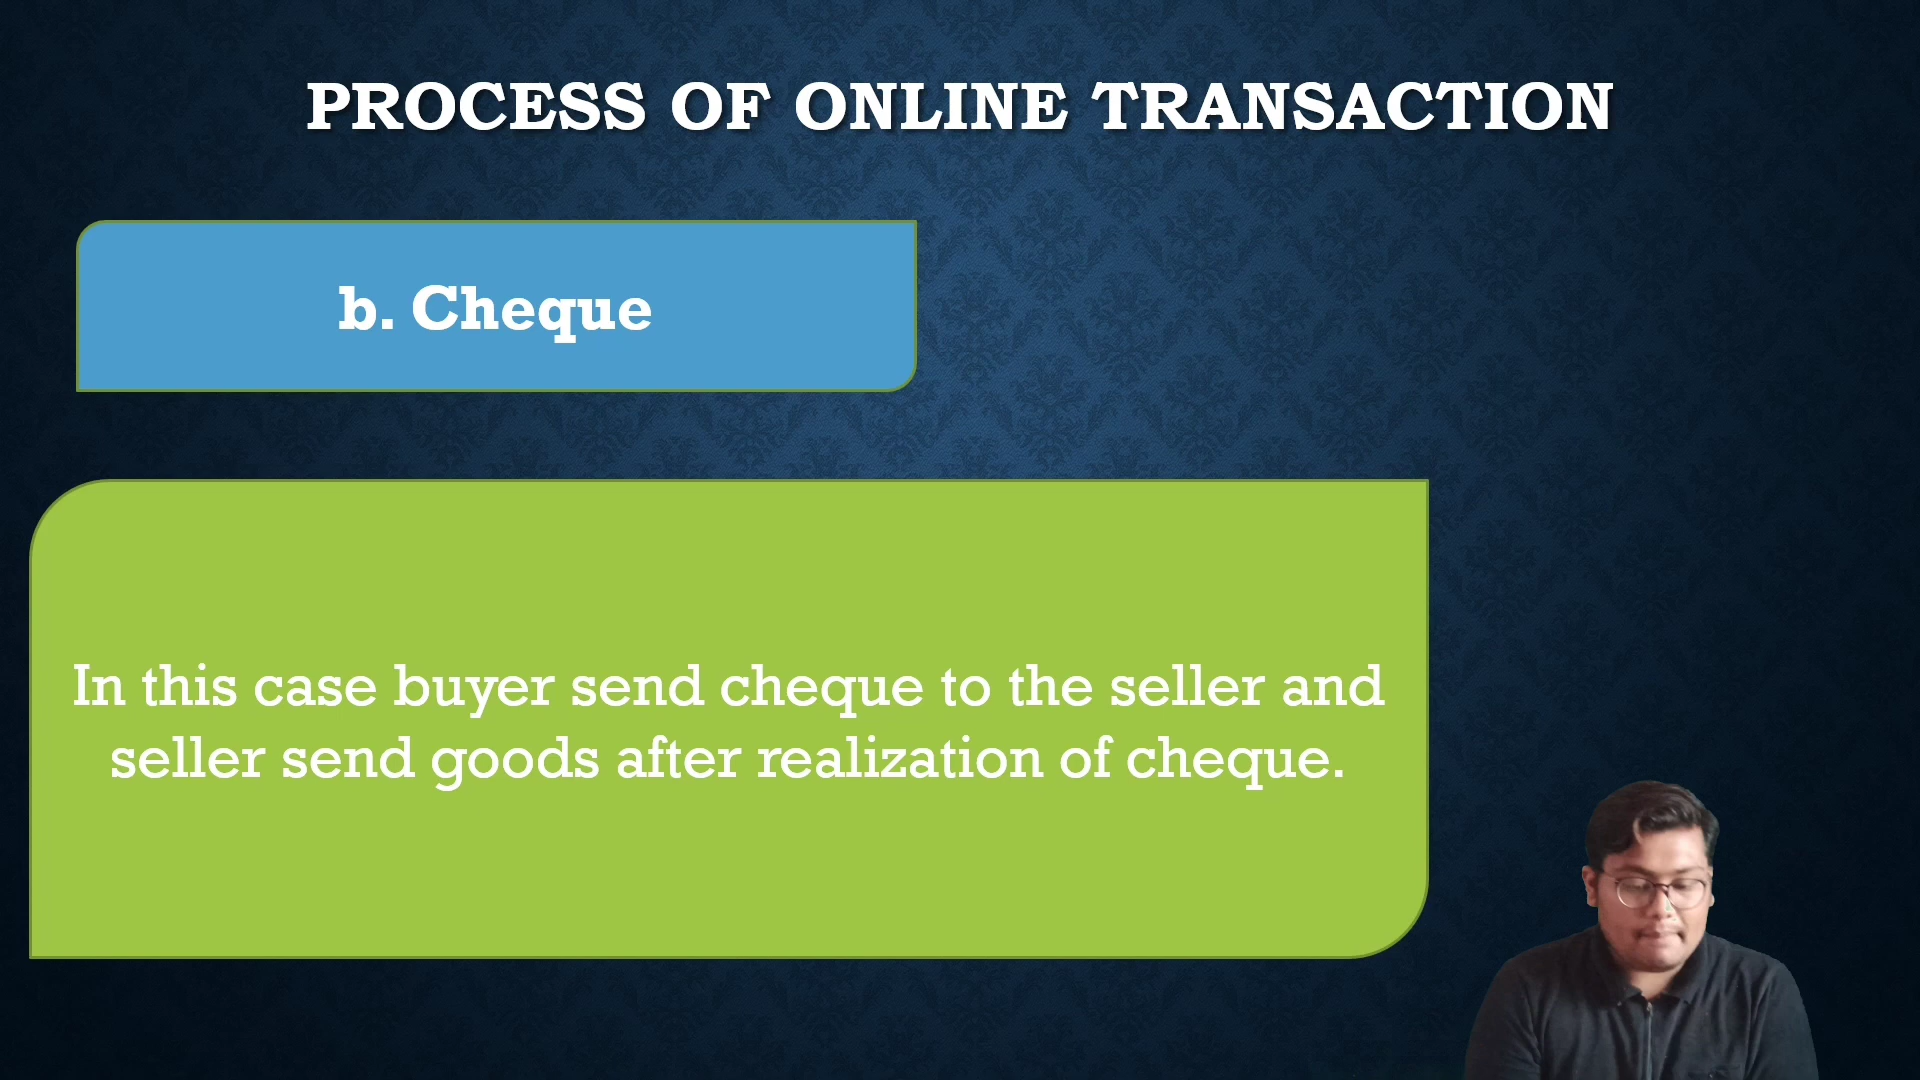 PROCESS OF ONLINE TRANSACTION
b. Cheque
In this case buyer send cheque to the seller and
seller send goods after realization of cheque.